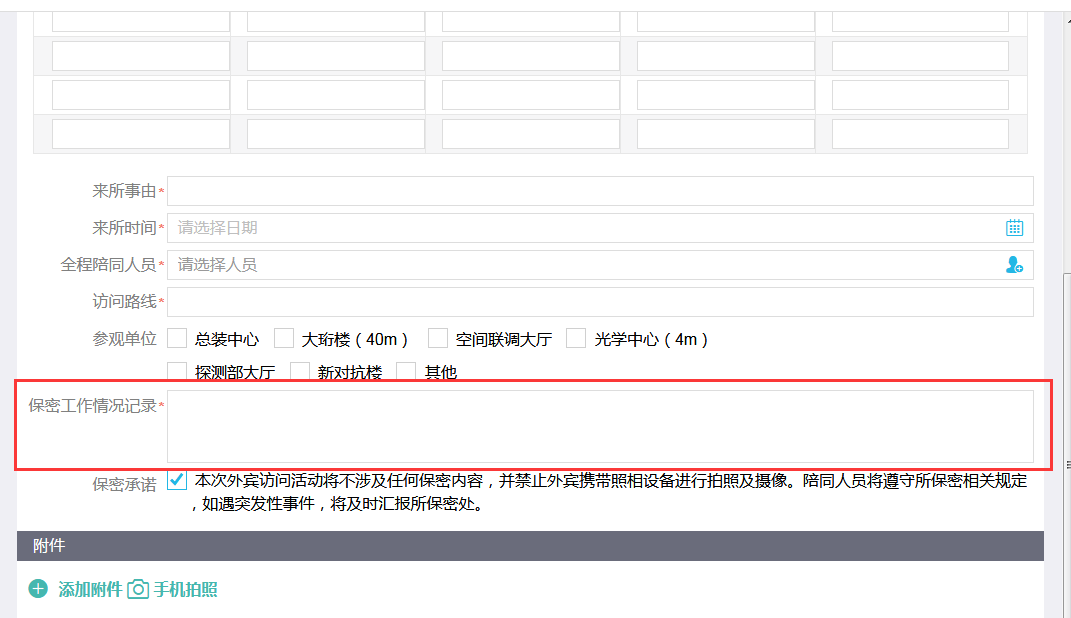 来所事由*
来所时间* 请选择日期
全程陪同人员* 请选择人员
访问路线*
参观单位 总装中心 大珩楼（40m） 空间联调大厅 光学中心（4m）
探测部大厅 新对抗楼 其他
保密工作情况记录*
保密承诺 本次外宾访问活动将不涉及任何保密内容，并禁止外宾携带照相设备进行拍照及摄像。陪同人员将遵守所保密相关规定
，如遇突发性事件，将及时汇报所保密处。
附件
添加附件 手机拍照